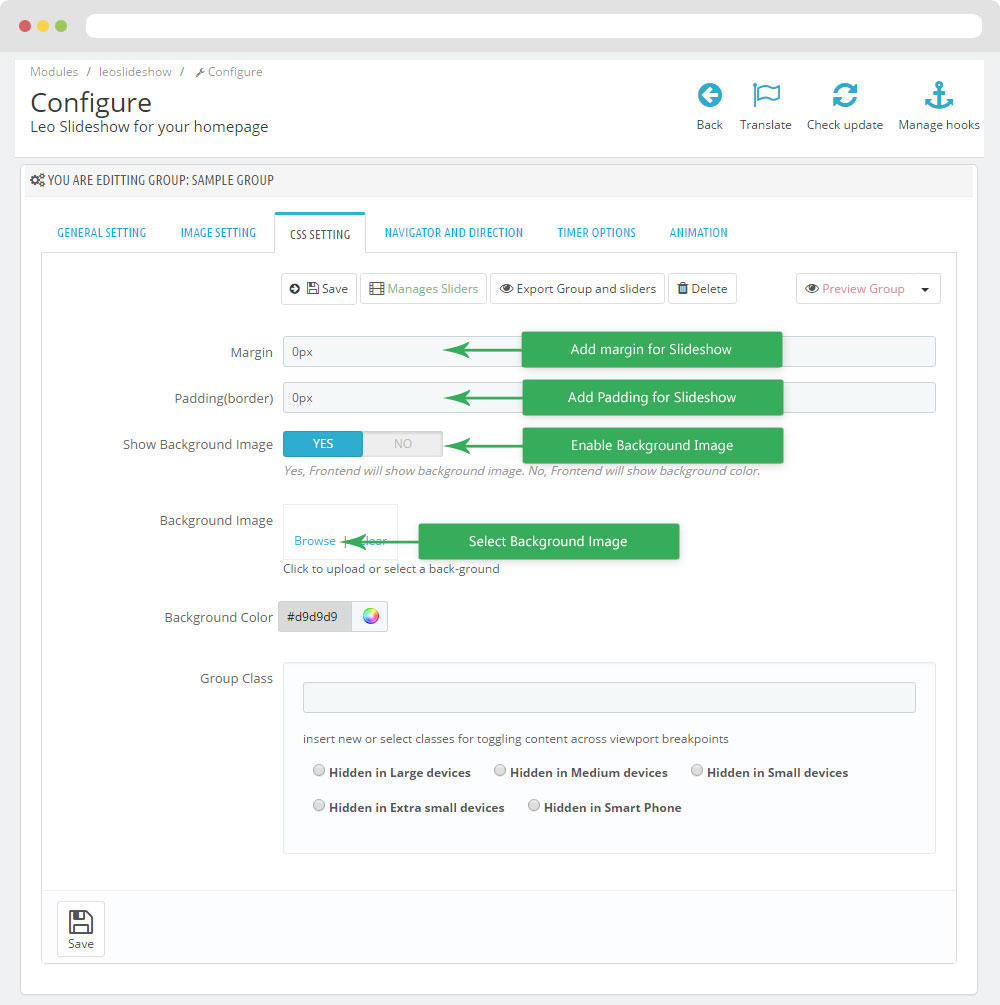 Modules / leoslideshow / Configure
Configure
Leo Slideshow for your homepage
Back Translate Check update Manage hooks
YOU ARE EDITTING GROUP: SAMPLE GROUP
GENERAL SETTING IMAGE SETTING CSS SETTING NAVIGATOR AND DIRECTION TIMER OPTIONS ANIMATION
Save Manages Sliders Export Group and sliders Delete Preview Group
Margin 0px Add margin for Slideshow
Padding(border) 0px Add Padding for Slideshow
Show Background Image YES NO Enable Background Image
Yes, Frontend will show background image. No, Frontend will show background color.
Background Image
Browse | Clear Select Background Image
Click to upload or select a back-ground
Background Color #d9d9d9
Group Class
insert new or select classes for toggling content across viewport breakpoints
Hidden in Large devices Hidden in Medium devices Hidden in Small devices
Hidden in Extra small devices Hidden in Smart Phone
Save